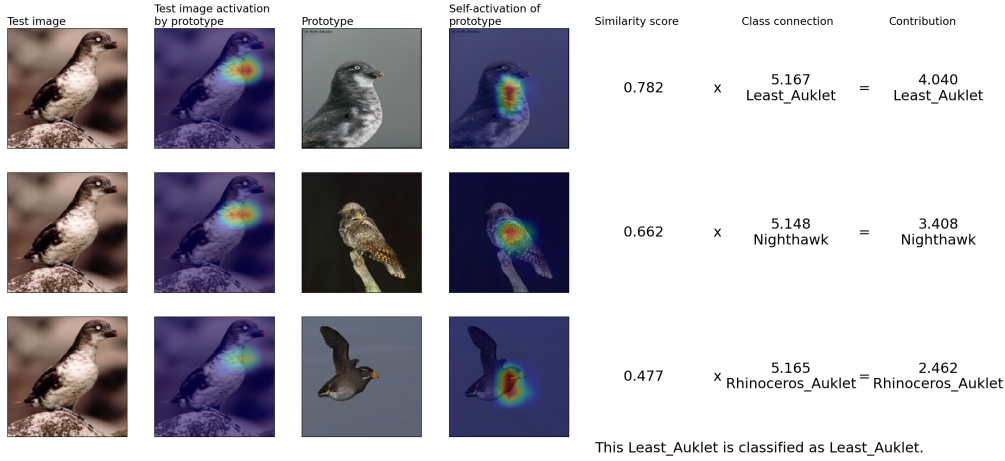 Test image
Test image activation
by prototype
Prototype
Self-activation of
prototype
Similarity score
Class connection
Contribution
0.782
x
5.167
Least_Auklet
=
4.040
Least_Auklet
0.662
x
5.148
Nighthawk
=
3.408
Nighthawk
0.477
x
5.165
Rhinoceros_Auklet
=
2.462
Rhinoceros_Auklet
This Least_Auklet is classified as Least_Auklet.